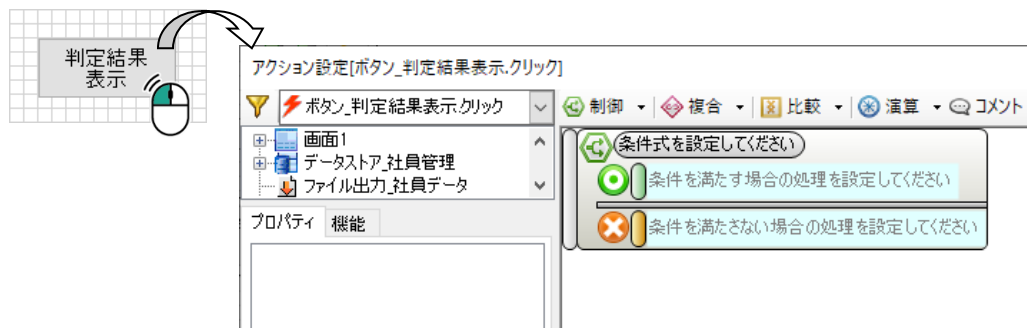 判定結果
表示
アクション設定[ボタン_判定結果表示.クリック]
ボタン_判定結果表示.クリック
制御 複合 比較 演算 コメント
画面1
データストア_社員管理
ファイル出力_社員データ
プロパティ 機能
条件式を設定してください
条件を満たす場合の処理を設定してください
条件を満たさない場合の処理を設定してください